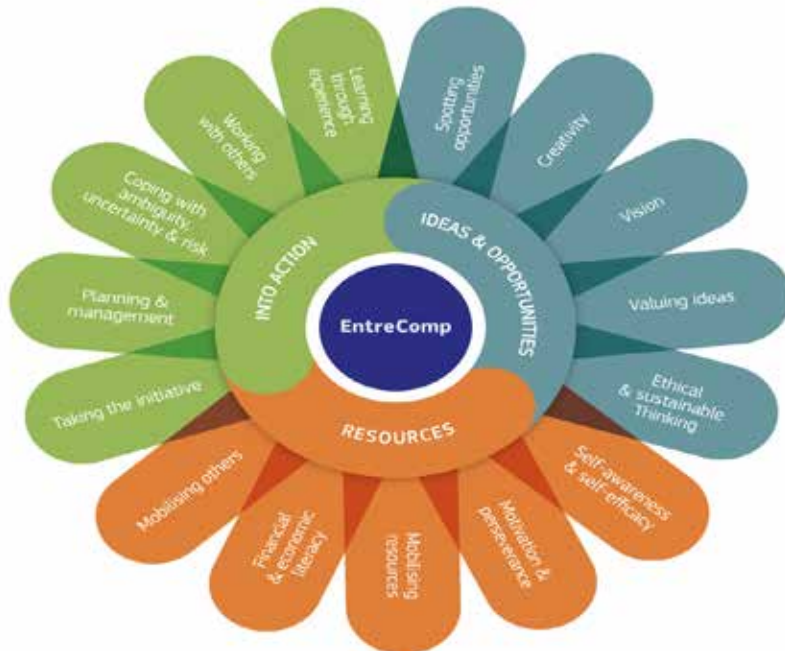 EntreComp
IDEAS & OPPORTUNITIES
Spotting
opportunities
Creativity
Vision
Valuing ideas
Ethical
& sustainable
Thinking
RESOURCES
Self-awareness
& self-efficacy
Motivation &
perseverance
Mobilising
resources
Financial
& economic
literacy
Mobilising others
INTO ACTION
Taking the initiative
Planning &
management
Coping with
ambiguity,
uncertainty & risk
Working
with others
Learning
through
experience